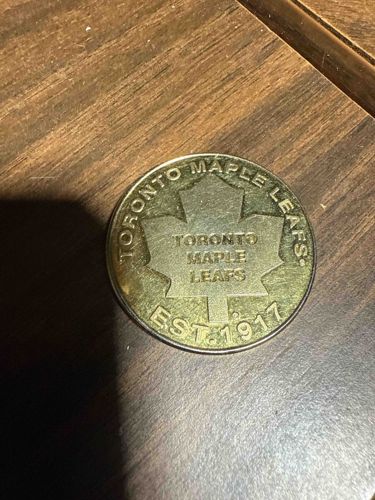 TORONTO MAPLE LEAFS
TORONTO
MAPLE
LEAFS
EST. 1917